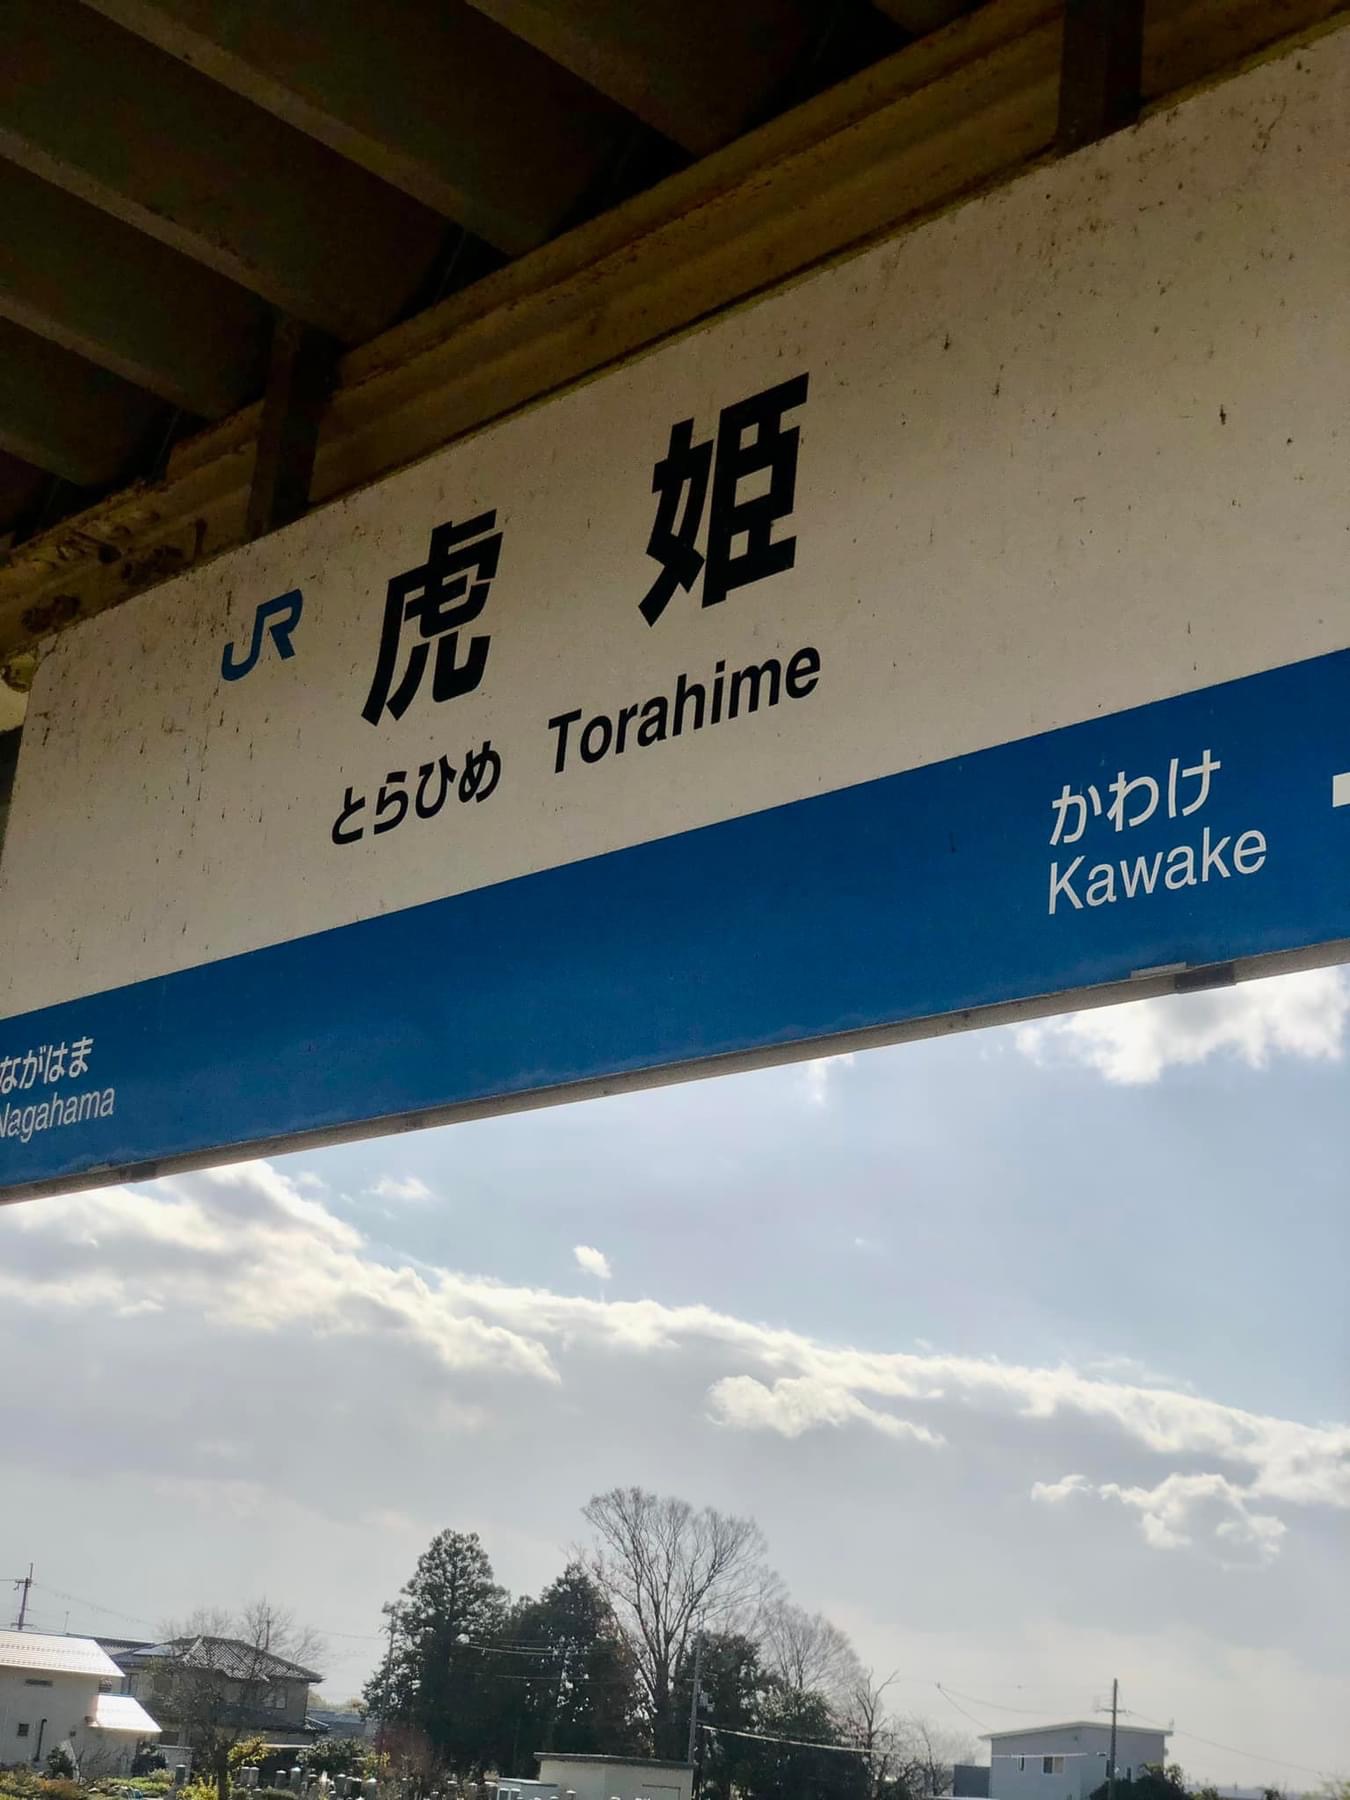 JR 虎姫
とらひめ Torahime
かわけ
Kawake
ながはま
Nagahama